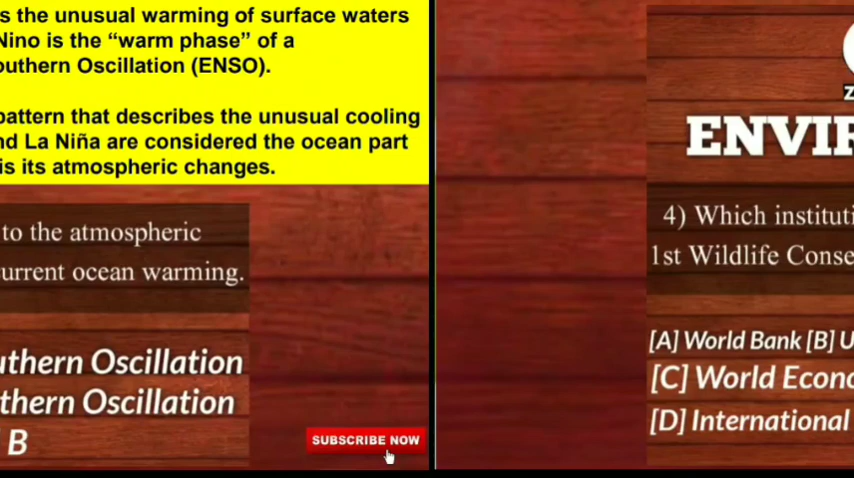 s the unusual warming of surface waters
Nino is the “warm phase” of a
outhern Oscillation (ENSO).
pattern that describes the unusual cooling
nd La Niña are considered the ocean part
is its atmospheric changes.
to the atmospheric
urrent ocean warming.
uthern Oscillation
thern Oscillation
B
SUBSCRIBE NOW
Z
ENVIR
4) Which instituti
1st Wildlife Conse
[A] World Bank [B] U
[C] World Econo
[D] International